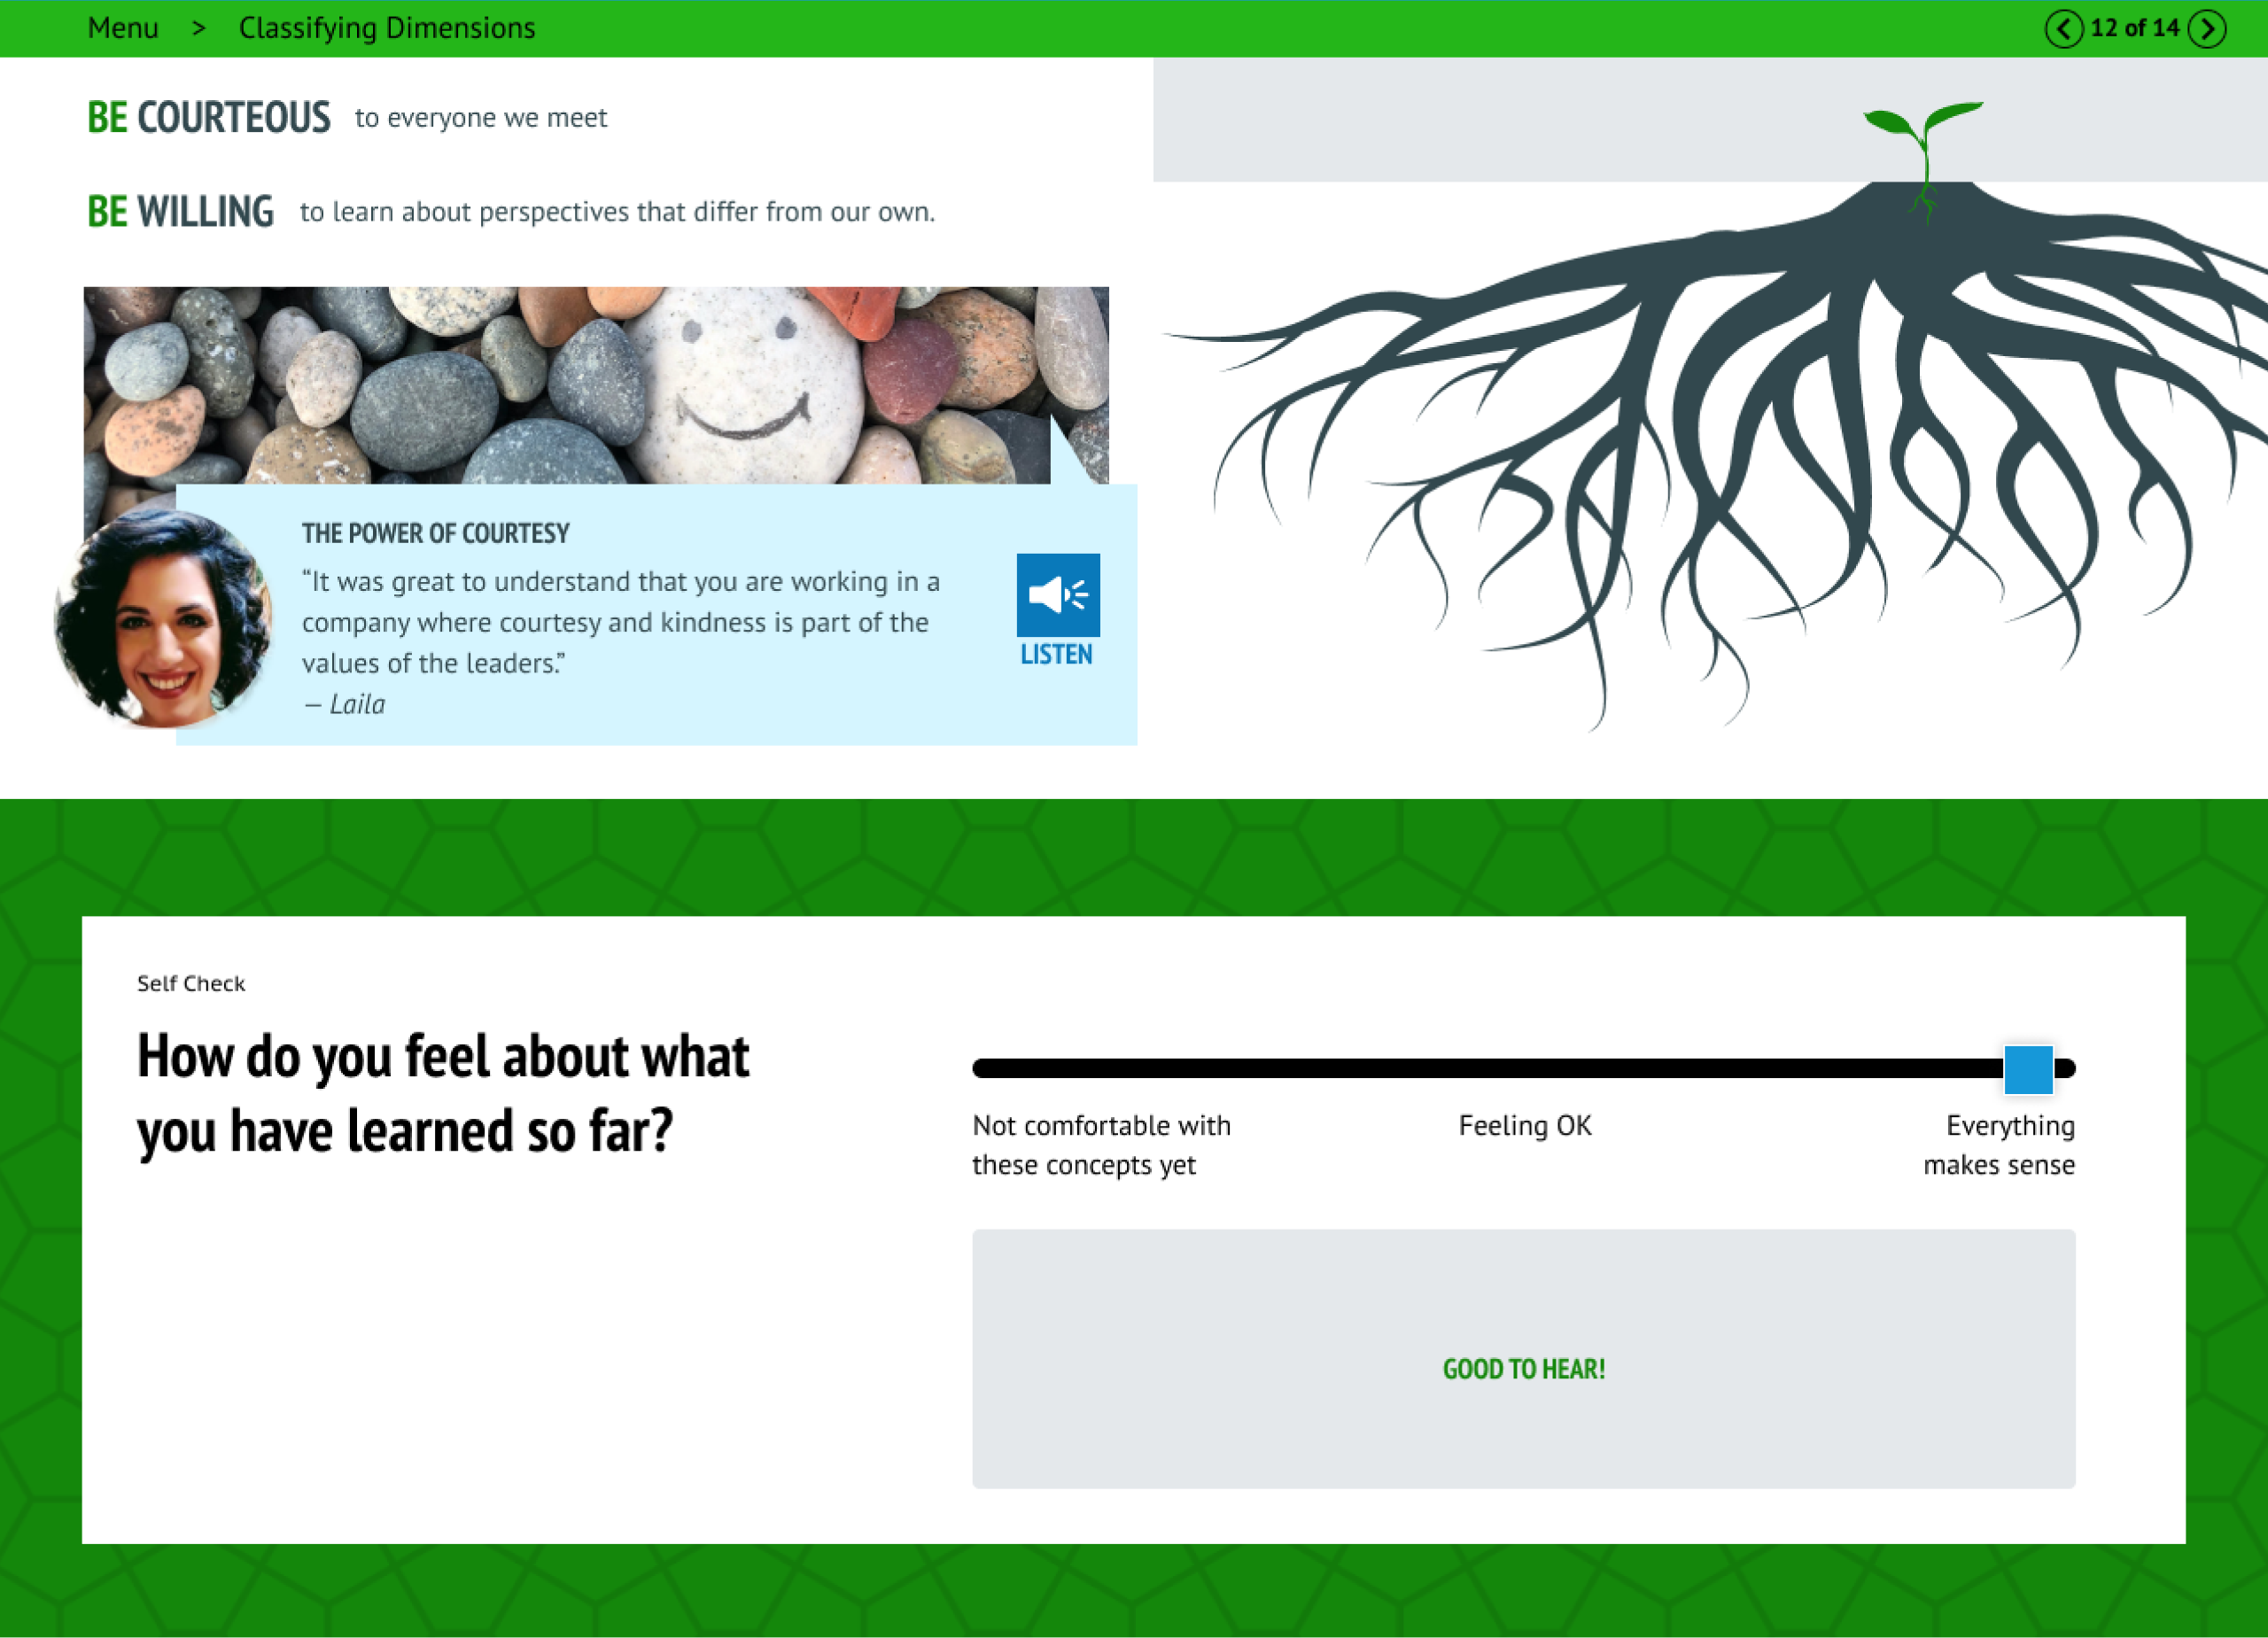 Menu > Classifying Dimensions
12 of 14
BE COURTEOUS to everyone we meet
BE WILLING to learn about perspectives that differ from our own.
THE POWER OF COURTESY
“It was great to understand that you are working in a
company where courtesy and kindness is part of the
values of the leaders.”
— Laila
LISTEN
Self Check
How do you feel about what
you have learned so far?
Not comfortable with
these concepts yet
Feeling OK
Everything
makes sense
GOOD TO HEAR!